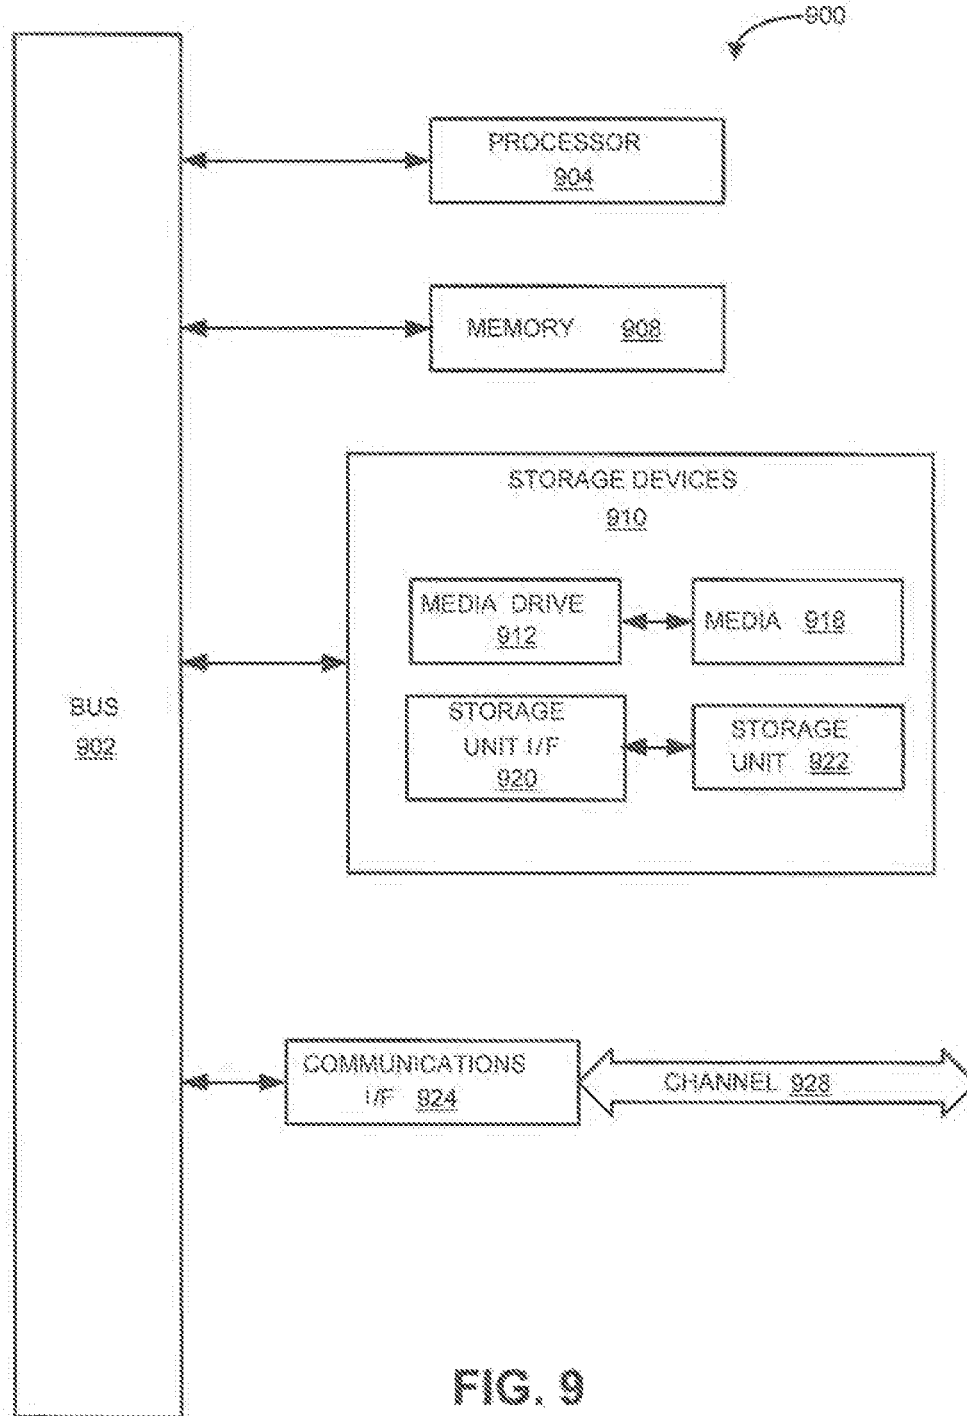 900
PROCESSOR
904
MEMORY 908
STORAGE DEVICES
910
MEDIA DRIVE
912
MEDIA 918
STORAGE
UNIT I/F
920
STORAGE
UNIT 922
BUS
902
COMMUNICATIONS
I/F 924
CHANNEL 928
FIG. 9